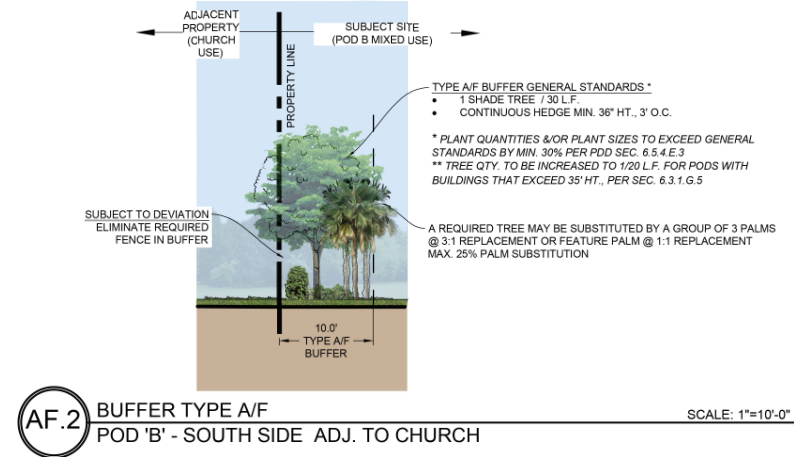 ADJACENT
PROPERTY
(CHURCH
USE)
SUBJECT SITE
(POD B MIXED USE)
PROPERTY LINE
TYPE A/F BUFFER GENERAL STANDARDS *
• 1 SHADE TREE / 30 L.F.
• CONTINUOUS HEDGE MIN. 36" HT., 3' O.C.
* PLANT QUANTITIES &/OR PLANT SIZES TO EXCEED GENERAL
STANDARDS BY MIN. 30% PER PDD SEC. 6.5.4.E.3
** TREE QTY. TO BE INCREASED TO 1/20 L.F. FOR PODS WITH
BUILDINGS THAT EXCEED 35' HT., PER SEC. 6.3.1.G.5
SUBJECT TO DEVIATION
ELIMINATE REQUIRED
FENCE IN BUFFER
A REQUIRED TREE MAY BE SUBSTITUTED BY A GROUP OF 3 PALMS
@ 3:1 REPLACEMENT OR FEATURE PALM @ 1:1 REPLACEMENT
MAX. 25% PALM SUBSTITUTION
10.0'
TYPE A/F
BUFFER
AF.2
BUFFER TYPE A/F
SCALE: 1"=10'-0"
POD 'B' - SOUTH SIDE ADJ. TO CHURCH